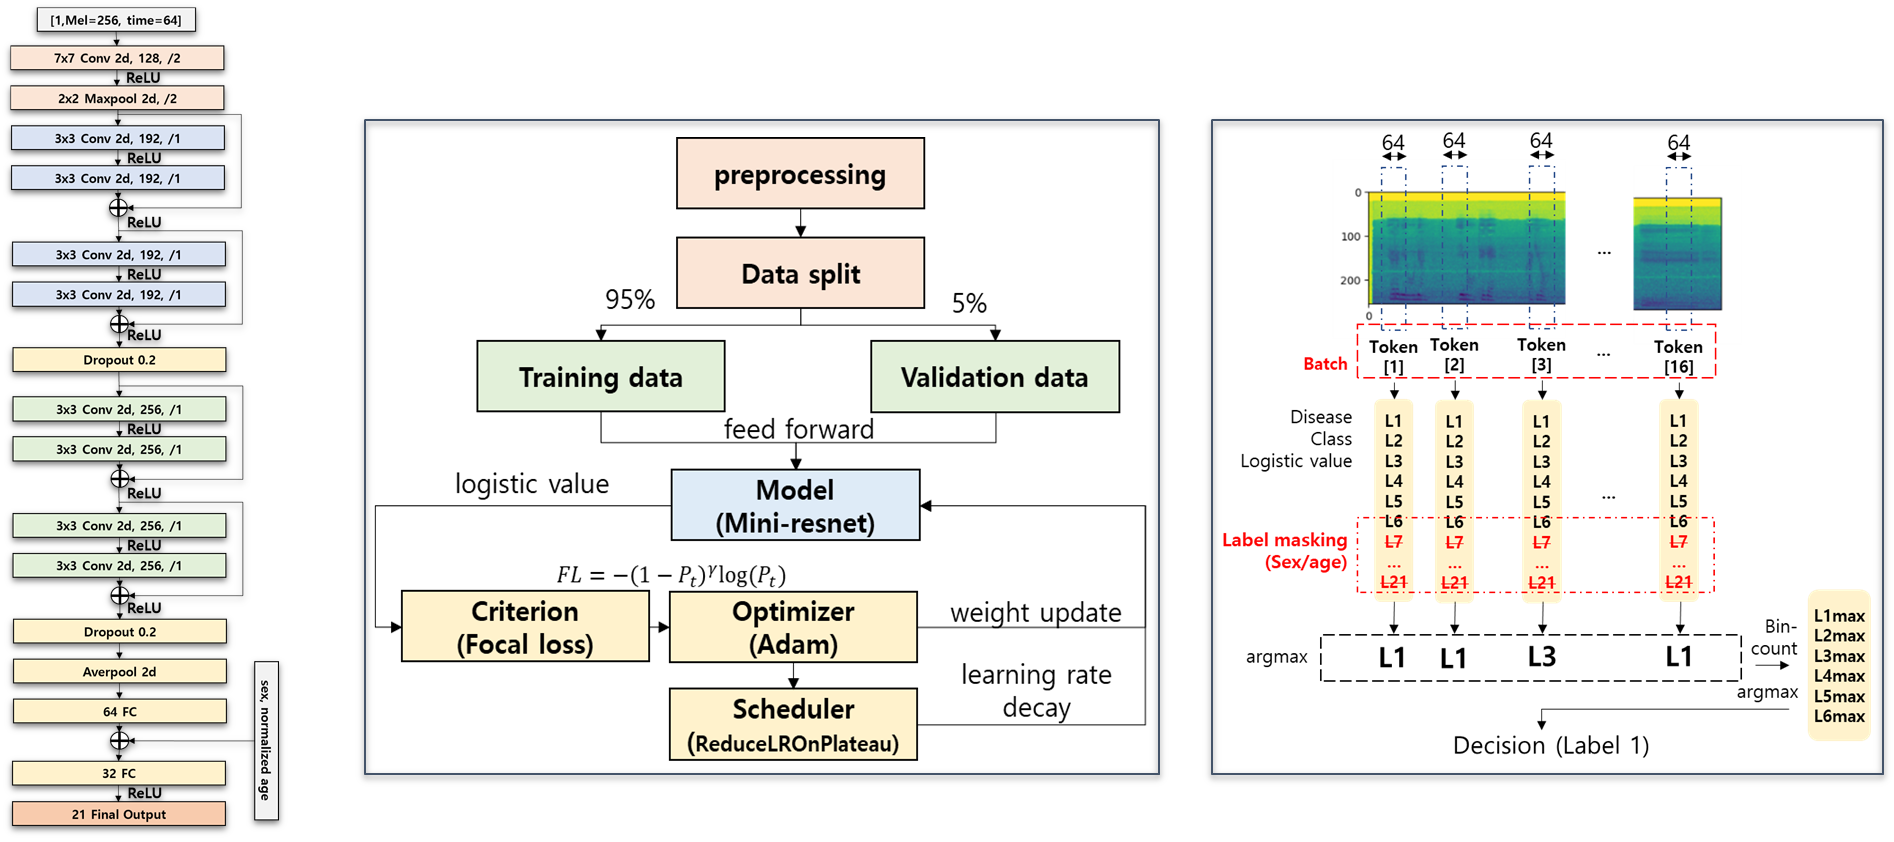 [1,Mel=256, time=64]
7x7 Conv 2d, 128, /2
ReLU
2x2 Maxpool 2d, /2
3x3 Conv 2d, 192, /1
ReLU
3x3 Conv 2d, 192, /1
ReLU
3x3 Conv 2d, 192, /1
ReLU
3x3 Conv 2d, 192, /1
ReLU
Dropout 0.2
3x3 Conv 2d, 256, /1
ReLU
3x3 Conv 2d, 256, /1
ReLU
3x3 Conv 2d, 256, /1
ReLU
3x3 Conv 2d, 256, /1
ReLU
Dropout 0.2
Averpool 2d
64 FC
32 FC
ReLU
21 Final Output
sex, normalized age
preprocessing
Data split
95%
5%
Training data
Validation data
feed forward
logistic value
Model
(Mini-resnet)
FL = −(1 − Pₜ)ᵞlog(Pₜ)
Criterion
(Focal loss)
Optimizer
(Adam)
weight update
Scheduler
(ReduceLROnPlateau)
learning rate
decay
64 64 64 64
0
100
200
0
...
Batch
Token [1]
Token [2]
Token [3]
...
Token [16]
Disease
Class
Logistic value
L1 L1 L1 L1
L2 L2 L2 L2
L3 L3 L3 L3
L4 L4 L4 L4
L5 L5 L5 ... L5
L6 L6 L6 L6
Label masking
(Sex/age)
L7 L7 L7 L7
... ... ... ...
L21 L21 L21 L21
argmax
L1 L1 L3 L1
Bin-
count
argmax
L1max
L2max
L3max
L4max
L5max
L6max
Decision (Label 1)